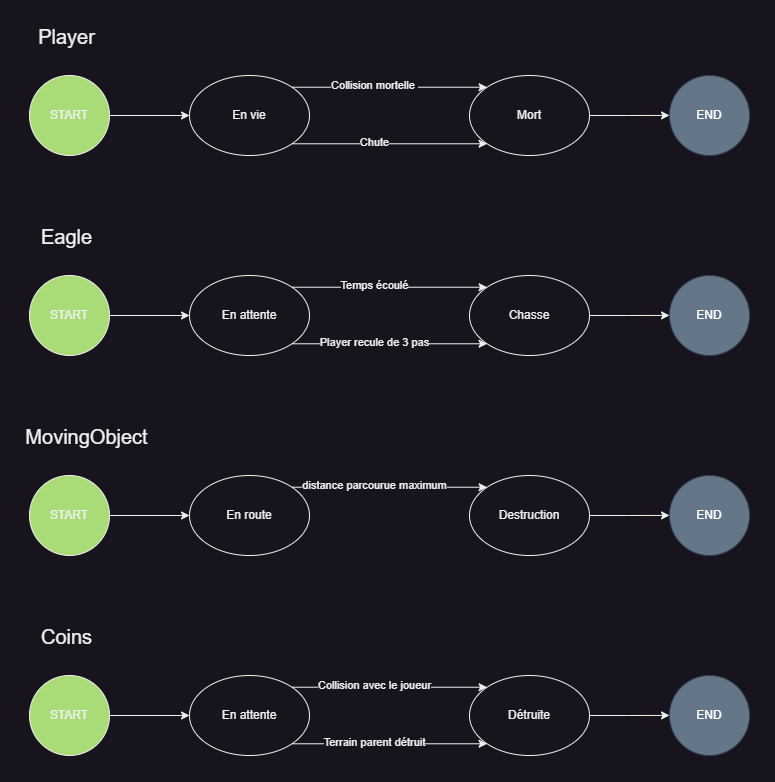 Player
START
En vie
Collision mortelle
Chute
Mort
END
Eagle
START
En attente
Temps écoulé
Player recule de 3 pas
Chasse
END
MovingObject
START
En route
distance parcourue maximum
Destruction
END
Coins
START
En attente
Collision avec le joueur
Terrain parent détruit
Détruite
END